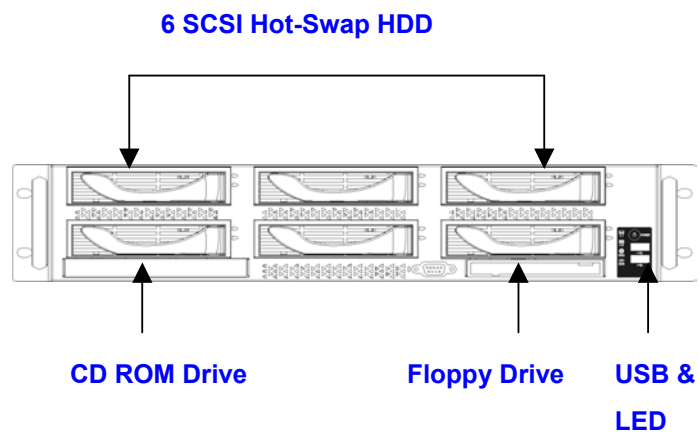 6 SCSI Hot-Swap HDD
CD ROM Drive
Floppy Drive
USB &
LED